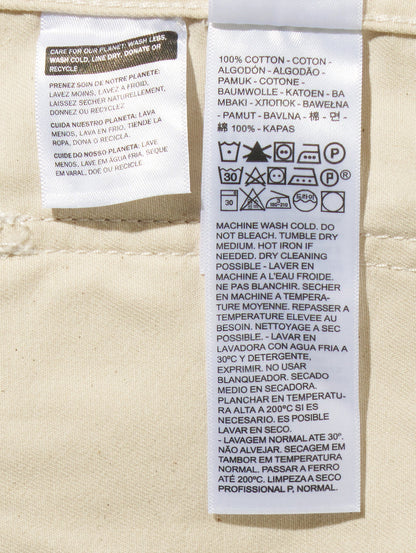 CARE FOR OUR PLANET: WASH LESS,
WASH COLD, LINE DRY, DONATE OR
RECYCLE
PRENEZ SOIN DE NOTRE PLANETE:
LAVEZ MOINS, LAVEZ A FROID,
LAISSEZ SECHER NATURELLEMENT,
DONNEZ OU RECYCLEZ
CUIDA NUESTRO PLANETA: LAVA
MENOS, LAVA EN FRIO, TIENDE LA
ROPA, DONA O RECICLA.
CUIDE DO NOSSO PLANETA: LAVE
MENOS, LAVE EM ÁGUA FRIA, SEQUE
EM VARAL, DOE OU RECICLE
100% COTTON - COTON -
ALGODÓN - ALGODÃO -
PAMUK - COTONE -
BAUMWOLLE - KATOEN - BA
MBAKI - ХЛОПОК - BAWEŁNA
- PAMUT - BAVLNA - 棉 - 면 -
綿 100% - KAPAS
P
30 P ®
30 180-210 드라이
MACHINE WASH COLD. DO
NOT BLEACH. TUMBLE DRY
MEDIUM. HOT IRON IF
NEEDED. DRY CLEANING
POSSIBLE - LAVER EN
MACHINE A L'EAU FROIDE.
NE PAS BLANCHIR. SECHER
EN MACHINE A TEMPERA-
TURE MOYENNE. REPASSER A
TEMPERATURE ELEVEE AU
BESOIN. NETTOYAGE A SEC
POSSIBLE. - LAVAR EN
LAVADORA CON AGUA FRIA A
30ºC Y DETERGENTE,
EXPRIMIR. NO USAR
BLANQUEADOR. SECADO
MEDIO EN SECADORA.
PLANCHAR EN TEMPERATU-
RA ALTA A 200ºC SI ES
NECESARIO. ES POSIBLE
LAVAR EN SECO.
- LAVAGEM NORMAL ATE 30º.
NÃO ALVEJAR. SECAGEM EM
TAMBOR EM TEMPERATURA
NORMAL. PASSAR A FERRO
ATÉ 200ºC. LIMPEZA A SECO
PROFISSIONAL P, NORMAL.